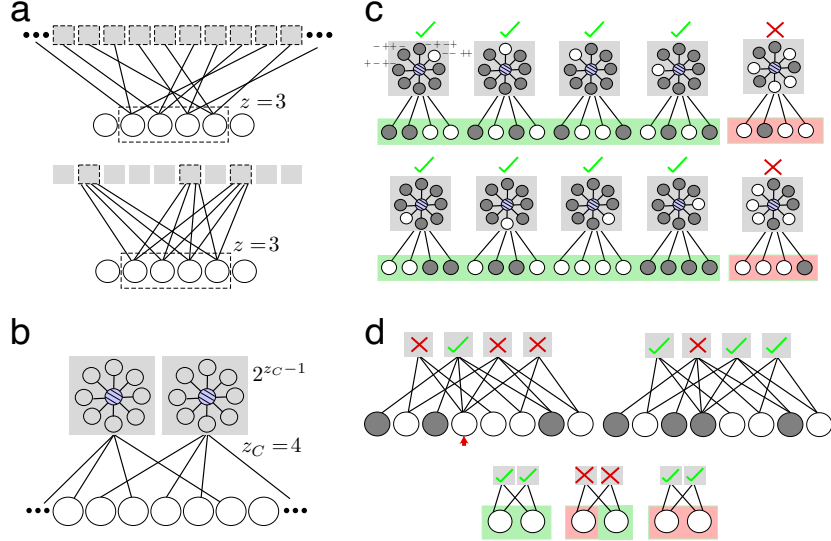 a
z = 3
z = 3
b
2^{z_C-1}
z_C = 4
c
d